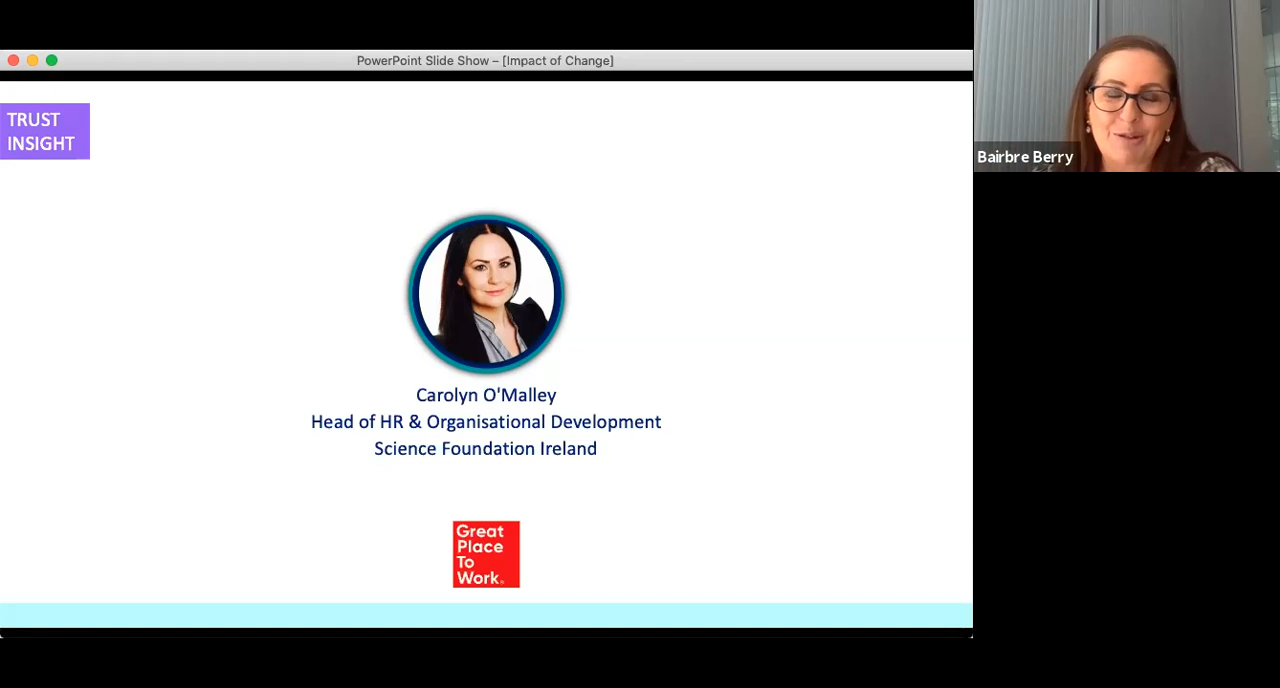 PowerPoint Slide Show – [Impact of Change]
TRUST
INSIGHT
Bairbre Berry
Carolyn O'Malley
Head of HR & Organisational Development
Science Foundation Ireland
Great
Place
To
Work®